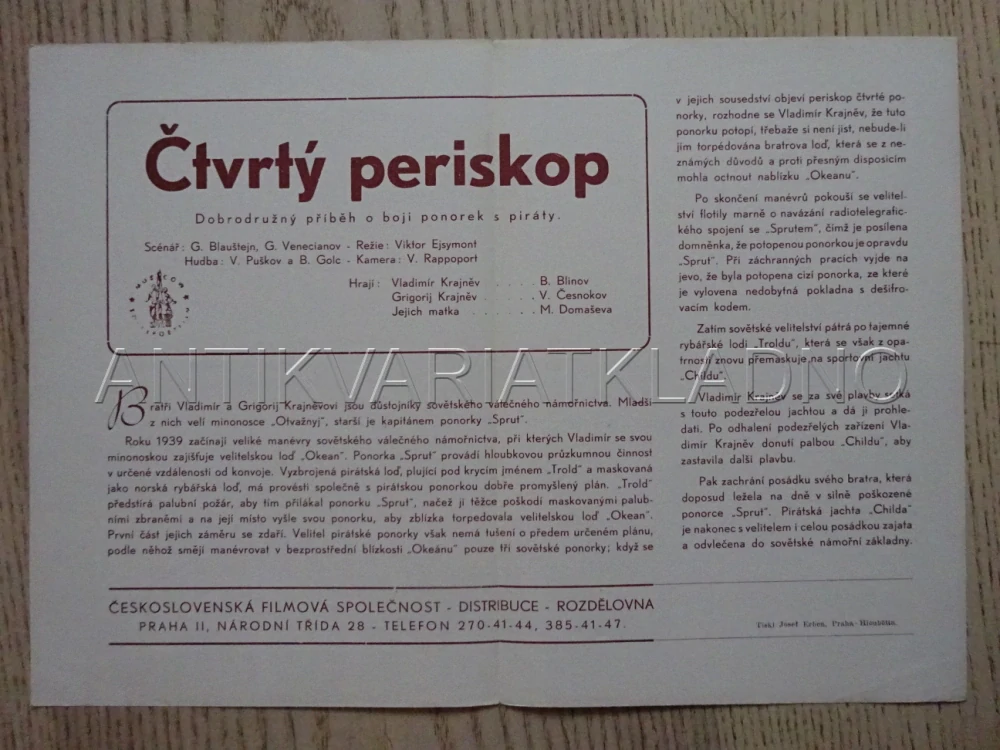 Čtvrtý periskop
Dobrodružný příběh o boji ponorek s piráty.
Scénář: G. Blauštejn, G. Venecianov - Režie: Viktor Ejsymont
Hudba: V. Puškov a B. Golc - Kamera: V. Rappoport
Hrají: Vladimír Krajněv . . . . . B. Blinov
Grigorij Krajněv . . . . . V. Česnokov
Jejich matka . . . . . . M. Domaševa
Bratři Vladimír a Grigorij Krajněvovi jsou důstojníky sovětského válečného námořnictva. Mladší
z nich velí minonosce „Otvažnyj", starší je kapitánem ponorky „Sprut".
Roku 1939 začínají veliké manévry sovětského válečného námořnictva, při kterých Vladimír se svou
minonoskou zajišťuje velitelskou loď „Okean". Ponorka „Sprut" provádí hloubkovou průzkumnou činnost
v určené vzdálenosti od konvoje. Vyzbrojená pirátská loď, plující pod krycím jménem „Trold" a maskovaná
jako norská rybářská loď, má provésti společně s pirátskou ponorkou dobře promyšlený plán. „Trold"
předstírá palubní požár, aby tím přilákal ponorku „Sprut", načež ji těžce poškodí maskovanými palub-
ními zbraněmi a na její místo vyšle svou ponorku, aby zblízka torpedovala velitelskou loď „Okean".
První část jejich záměru se zdaří. Velitel pirátské ponorky však nemá tušení o předem určeném plánu,
podle něhož smějí manévrovat v bezprostřední blízkosti „Okeánu" pouze tři sovětské ponorky; když se
v jejich sousedství objeví periskop čtvrté po-
norky, rozhodne se Vladimír Krajněv, že tuto
ponorku potopí, třebaže si není jist, nebude-li
jím torpédována bratrova loď, která se z ne-
známých důvodů a proti přesným disposicím
mohla octnout nablízku „Okeanu".
Po skončení manévrů pokouší se velitel-
ství flotily marně o navázání radiotelegrafic-
kého spojení se „Sprutem", čímž je posílena
domněnka, že potopenou ponorkou je opravdu
„Sprut". Při záchranných pracích vyjde na
jevo, že byla potopena cizí ponorka, ze které
je vylovena nedobytná pokladna s dešifro-
vacím kodem.
Zatím sovětské velitelství pátrá po tajemné
rybářské lodi „Troldu", která se však z opa-
trnosti znovu přemaskuje na sportovní jachtu
„Childu".
Vladimír Krajněv se za své plavby setká
s touto podezřelou jachtou a dá ji prohle-
dati. Po odhalení podezřelých zařízení Vla-
dimír Krajněv donutí palbou „Childu", aby
zastavila další plavbu.
Pak zachrání posádku svého bratra, která
doposud ležela na dně v silně poškozené
ponorce „Sprut". Pirátská jachta „Childa"
je nakonec s velitelem i celou posádkou zajata
a odvlečena do sovětské námořní základny.
ČESKOSLOVENSKÁ FILMOVÁ SPOLEČNOST - DISTRIBUCE - ROZDĚLOVNA
PRAHA II, NÁRODNÍ TŘÍDA 28 - TELEFON 270-41-44, 385-41-47.
Tiskl Josef Erben, Praha-Hloubětín.
ANTIKVARIATKLADNO